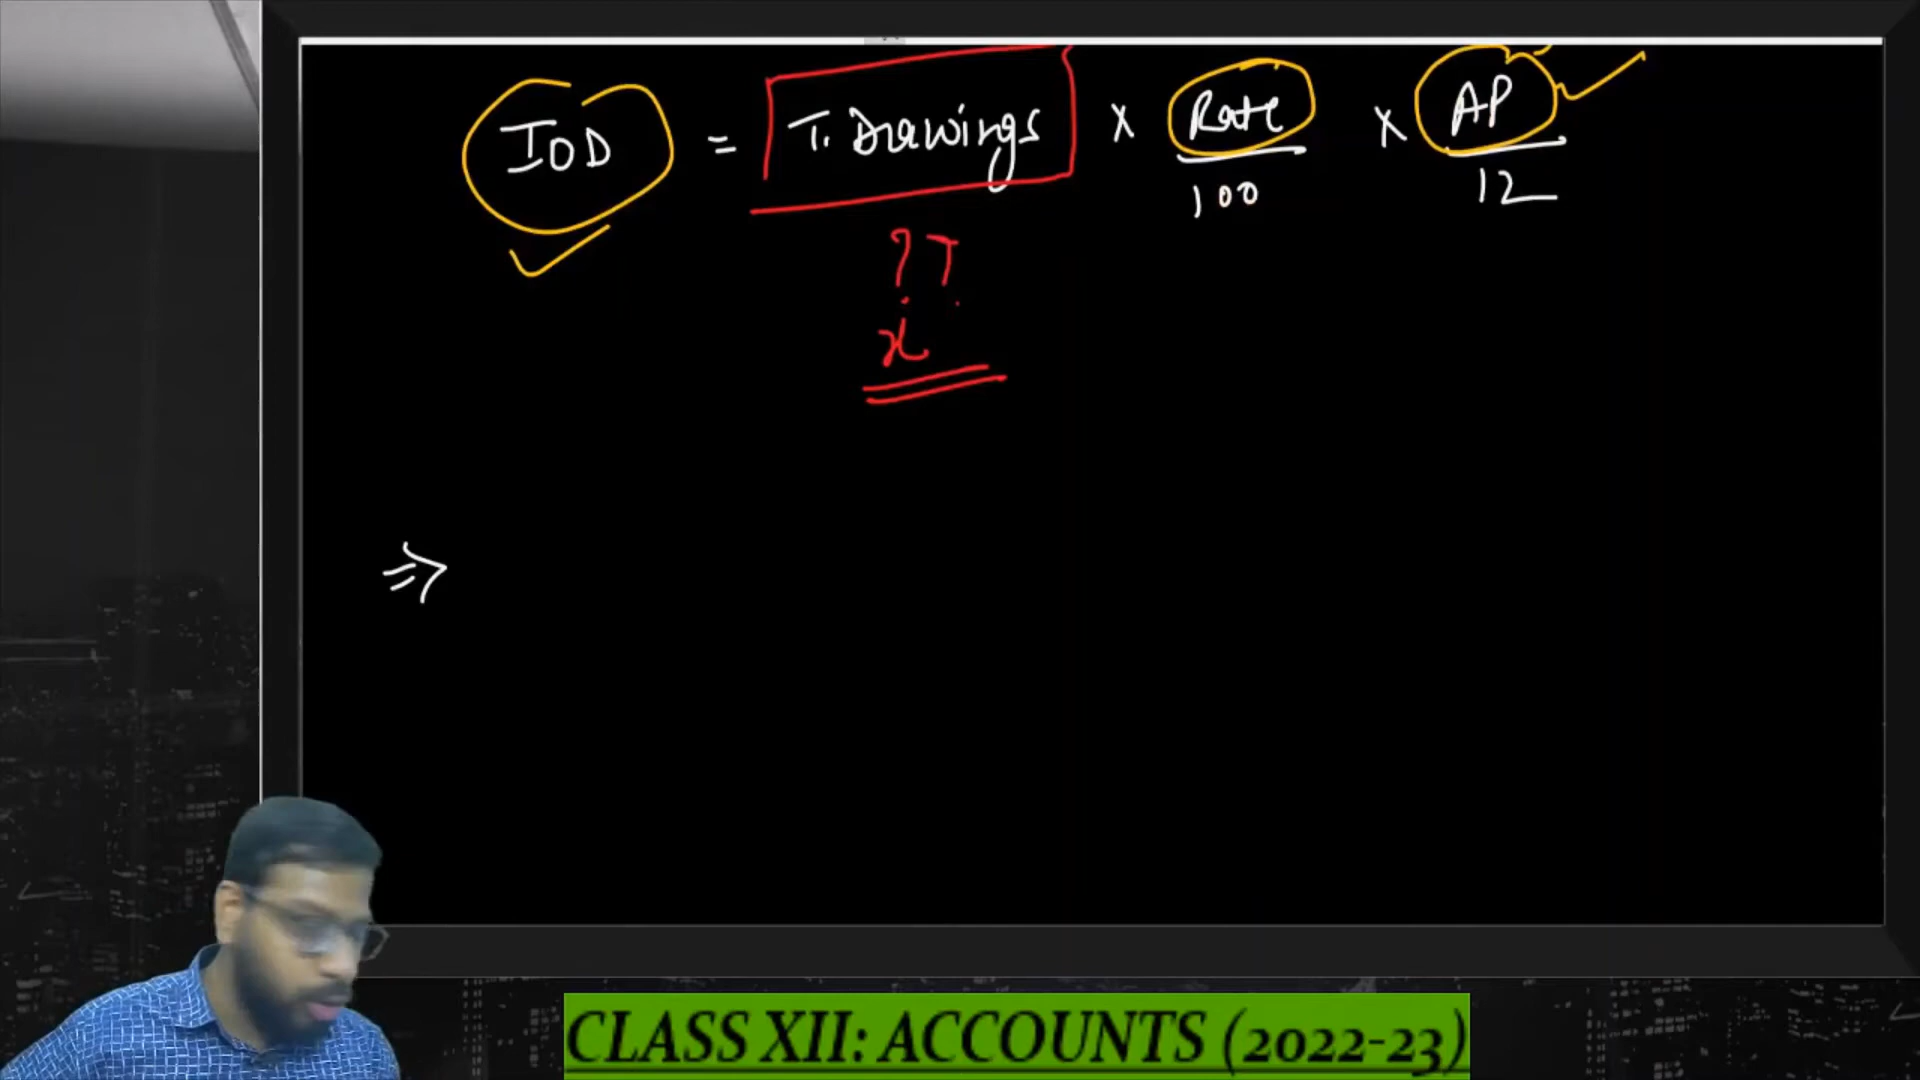 IOD = T. Drawings x Rate/100 x AP/12
??
x
⇒
CLASS XII: ACCOUNTS (2022-23)